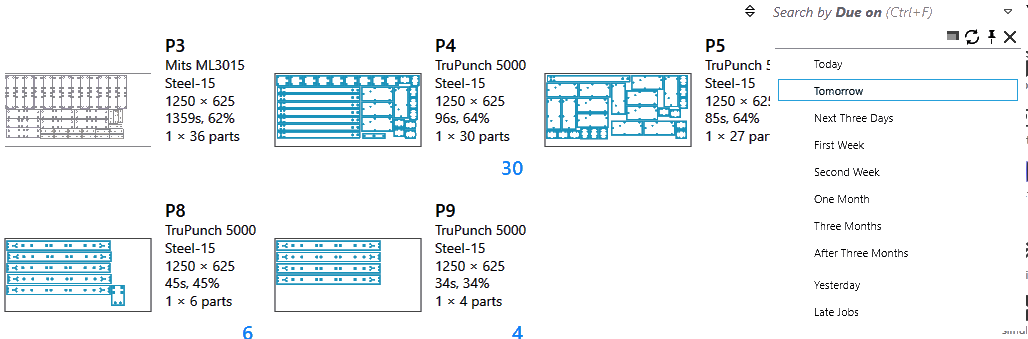 Search by Due on (Ctrl+F)
P3
Mits ML3015
Steel-15
1250 × 625
1359s, 62%
1 × 36 parts
P4
TruPunch 5000
Steel-15
1250 × 625
96s, 64%
1 × 30 parts
30
P5
TruPunch 5
Steel-15
1250 × 62
85s, 64%
1 × 27 par
P8
TruPunch 5000
Steel-15
1250 × 625
45s, 45%
1 × 6 parts
6
P9
TruPunch 5000
Steel-15
1250 × 625
34s, 34%
1 × 4 parts
4
Today
Tomorrow
Next Three Days
First Week
Second Week
One Month
Three Months
After Three Months
Yesterday
Late Jobs